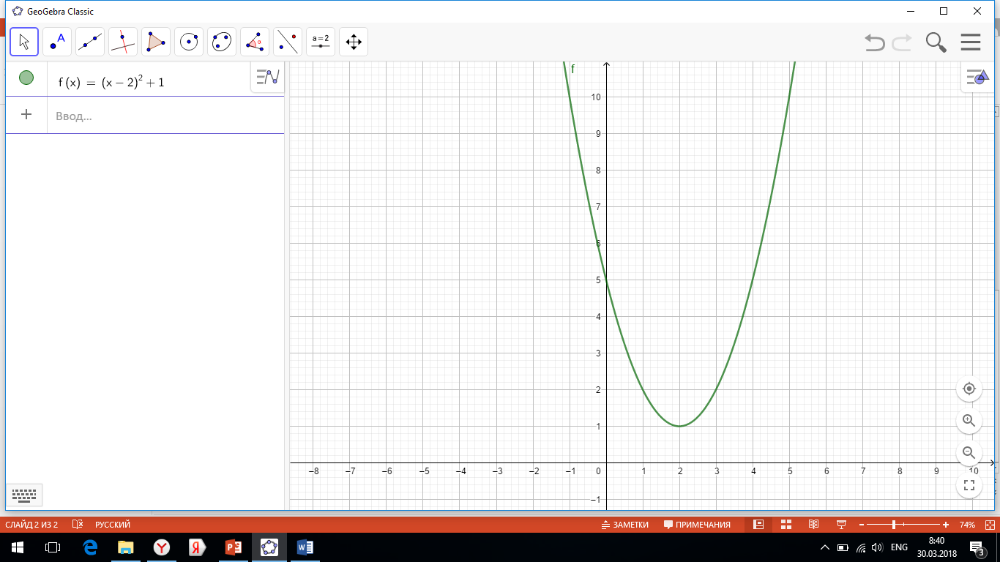 GeoGebra Classic
A
α
a=2
f(x) = (x − 2)² + 1
Ввод...
f
10
9
8
7
6
5
4
3
2
1
−8 −7 −6 −5 −4 −3 −2 −1 0 1 2 3 4 5 6 7 8 9 10
−1
СЛАЙД 2 ИЗ 2 РУССКИЙ ЗАМЕТКИ ПРИМЕЧАНИЯ 74%
ENG
8:40
30.03.2018
3